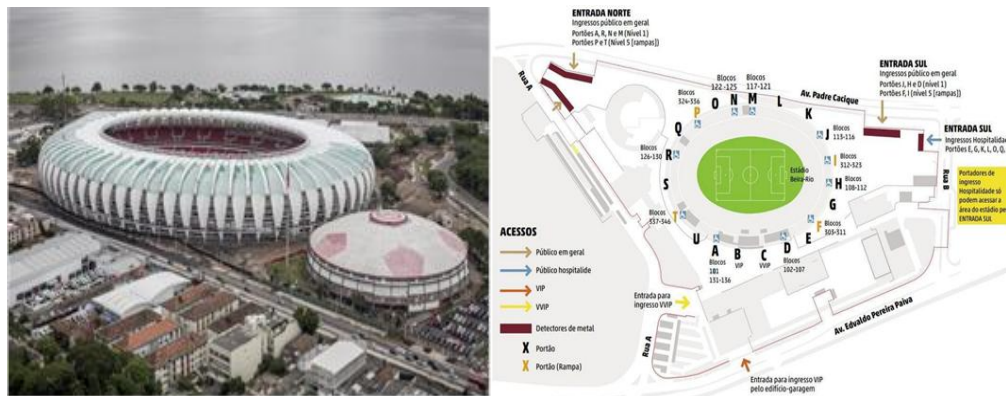 ENTRADA NORTE
Ingressos público em geral
Portões A, R, N e M (Nível 1)
Portões P e T (Nível 5 [rampas])
Rua A
Blocos
324-336
Blocos
122 -125
Blocos
117-121
Av. Padre Cacique
ENTRADA SUL
Ingressos público em geral
Portões J, H e D (nível 1)
Portões F, I (nível 5 [rampas])
ENTRADA SUL
Ingressos Hospitalida
Portões E, G, K, L, O, Q,
Rua B
Portadores de
ingresso
Hospitalidade só
podem acessar a
área do estádio pe
ENTRADA SUL
P
O
N
M
L
K
J
Blocos
113-116
Q
I
Blocos
312-323
R
Blocos
126-130
Estádio
Beira-Rio
H
Blocos
108-112
S
G
T
Blocos
337-346
F
Blocos
303-311
U
A
B
C
D
E
Blocos
101
131-136
VIP
VVIP
Blocos
102-107
ACESSOS
Público em geral
Público hospitalide
VIP
VVIP
Detectores de metal
X Portão
X Portão (Rampa)
Entrada para
ingresso VVIP
Rua A
Av. Edvaldo Pereira Paiva
Entrada para ingresso VIP
pelo edifício-garagem